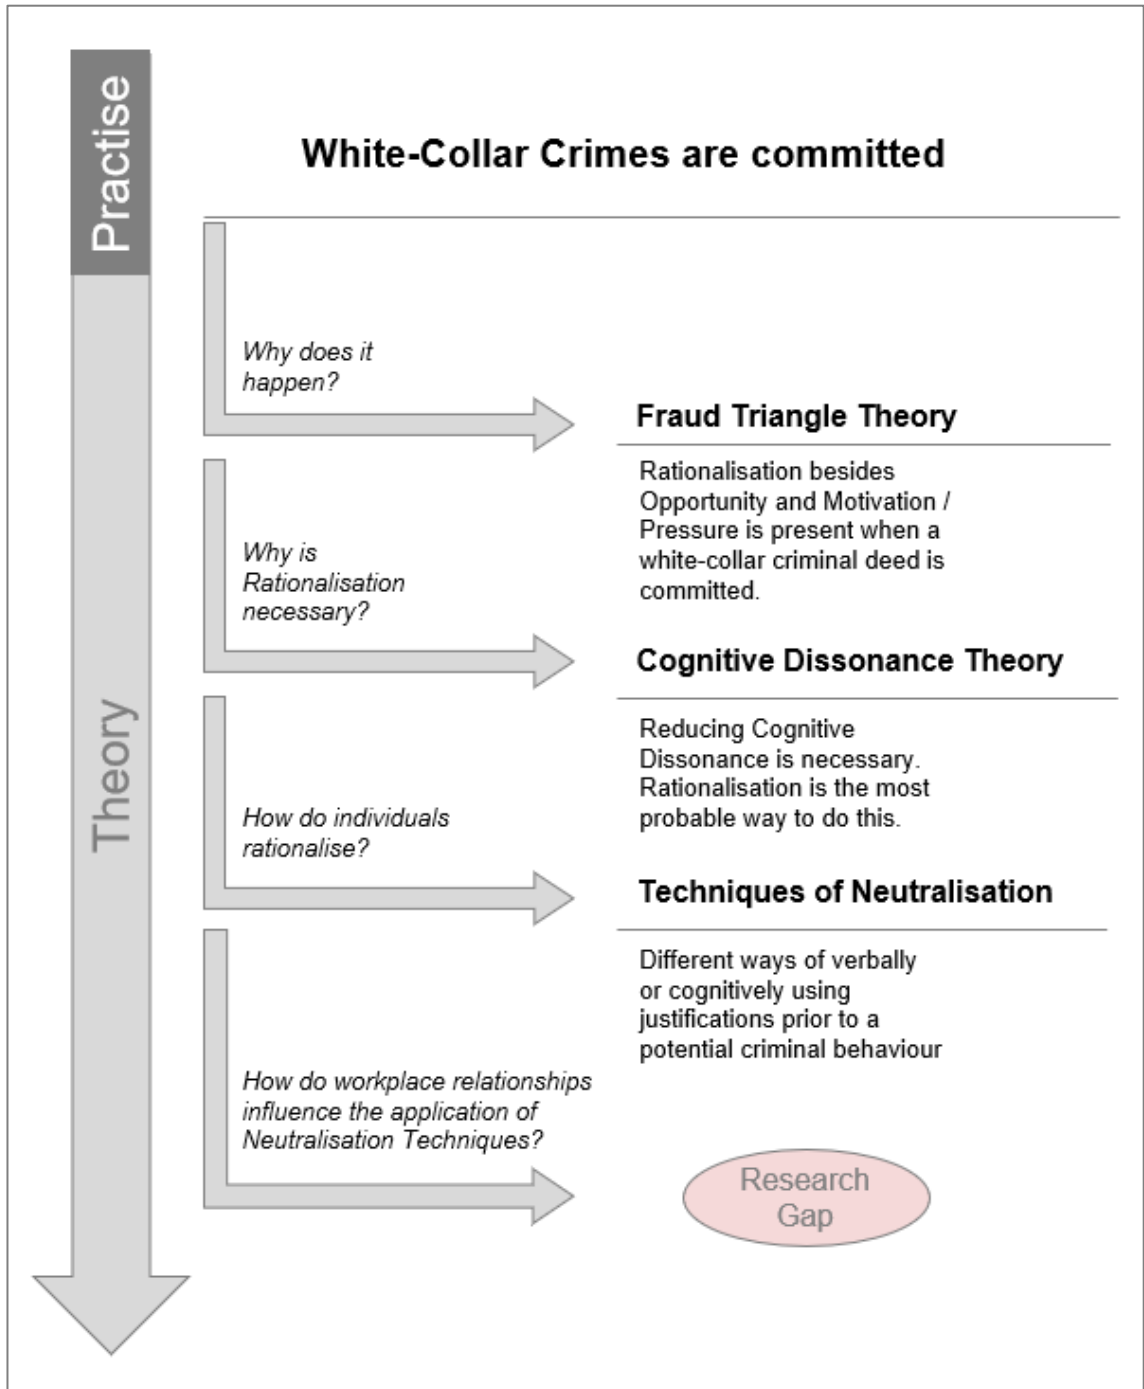 Practise
White-Collar Crimes are committed
Why does it
happen?
Fraud Triangle Theory
Rationalisation besides
Opportunity and Motivation /
Pressure is present when a
white-collar criminal deed is
committed.
Why is
Rationalisation
necessary?
Cognitive Dissonance Theory
Reducing Cognitive
Dissonance is necessary.
Rationalisation is the most
probable way to do this.
Theory
How do individuals
rationalise?
Techniques of Neutralisation
Different ways of verbally
or cognitively using
justifications prior to a
potential criminal behaviour
How do workplace relationships
influence the application of
Neutralisation Techniques?
Research
Gap